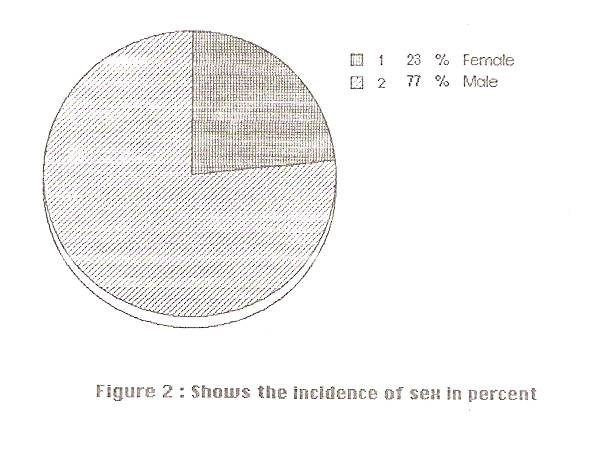 1 23 % Female
2 77 % Male
Figure 2 : Shows the incidence of sex in percent